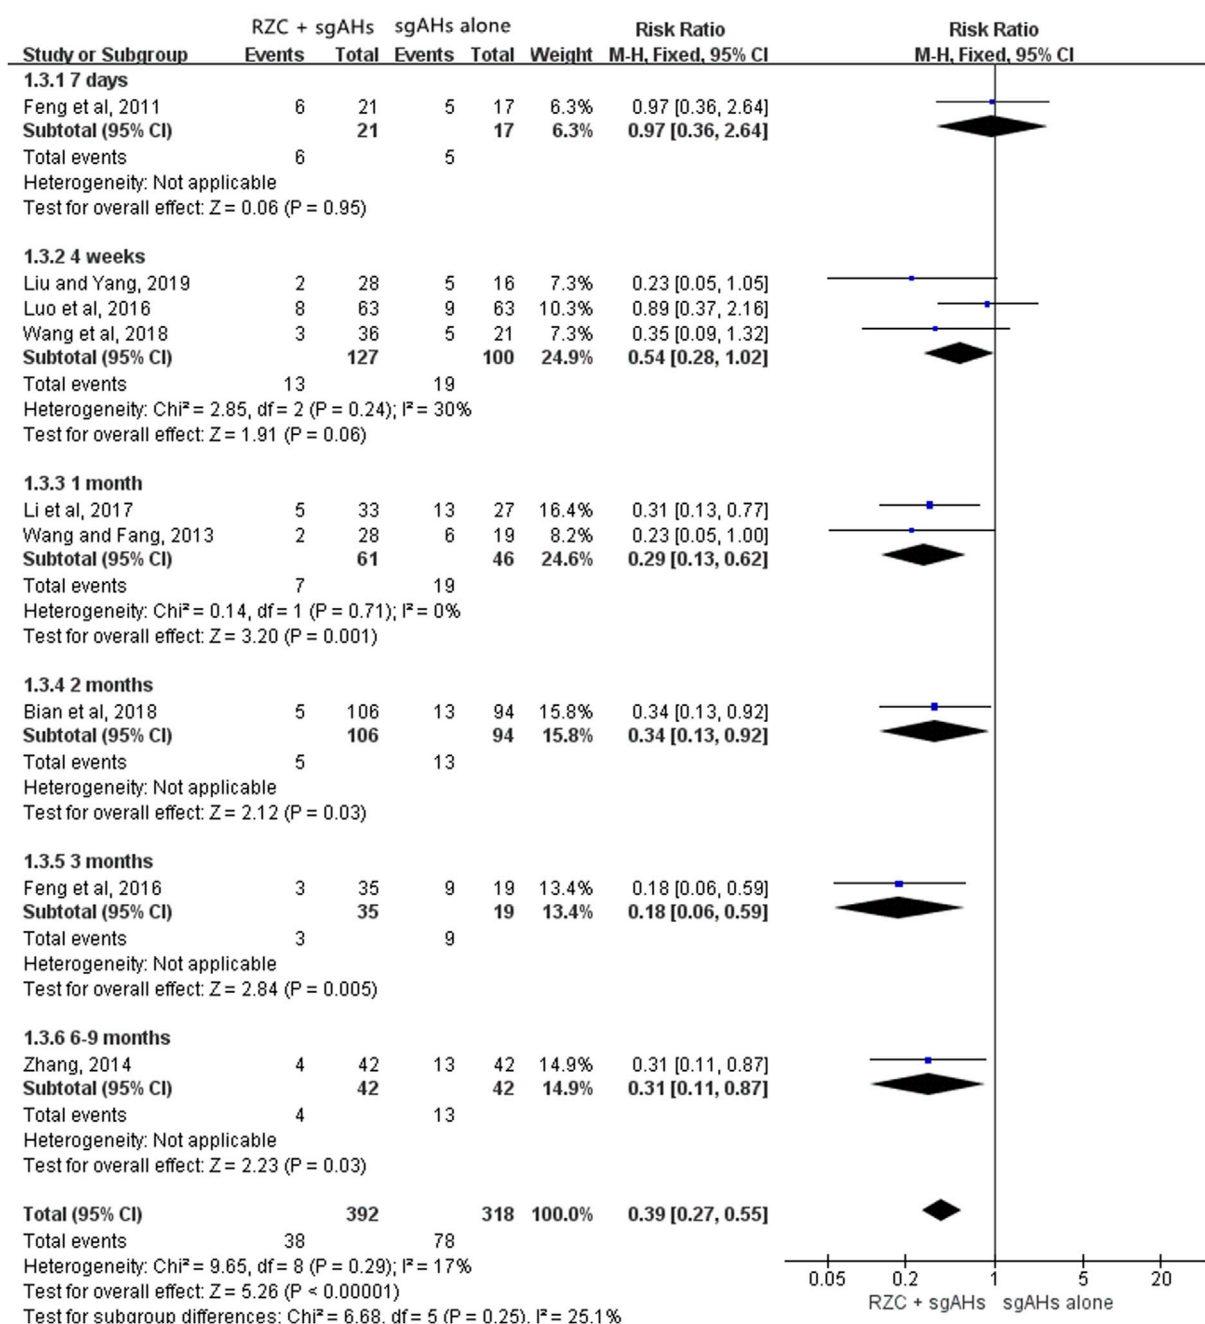 RZC + sgAHs sgAHs alone Risk Ratio Risk Ratio
Study or Subgroup Events Total Events Total Weight M-H, Fixed, 95% CI M-H, Fixed, 95% CI
1.3.1 7 days
Feng et al, 2011 6 21 5 17 6.3% 0.97 [0.36, 2.64]
Subtotal (95% CI) 21 17 6.3% 0.97 [0.36, 2.64]
Total events 6 5
Heterogeneity: Not applicable
Test for overall effect: Z = 0.06 (P = 0.95)
1.3.2 4 weeks
Liu and Yang, 2019 2 28 5 16 7.3% 0.23 [0.05, 1.05]
Luo et al, 2016 8 63 9 63 10.3% 0.89 [0.37, 2.16]
Wang et al, 2018 3 36 5 21 7.3% 0.35 [0.09, 1.32]
Subtotal (95% CI) 127 100 24.9% 0.54 [0.28, 1.02]
Total events 13 19
Heterogeneity: Chi² = 2.85, df = 2 (P = 0.24); I² = 30%
Test for overall effect: Z = 1.91 (P = 0.06)
1.3.3 1 month
Li et al, 2017 5 33 13 27 16.4% 0.31 [0.13, 0.77]
Wang and Fang, 2013 2 28 6 19 8.2% 0.23 [0.05, 1.00]
Subtotal (95% CI) 61 46 24.6% 0.29 [0.13, 0.62]
Total events 7 19
Heterogeneity: Chi² = 0.14, df = 1 (P = 0.71); I² = 0%
Test for overall effect: Z = 3.20 (P = 0.001)
1.3.4 2 months
Bian et al, 2018 5 106 13 94 15.8% 0.34 [0.13, 0.92]
Subtotal (95% CI) 106 94 15.8% 0.34 [0.13, 0.92]
Total events 5 13
Heterogeneity: Not applicable
Test for overall effect: Z = 2.12 (P = 0.03)
1.3.5 3 months
Feng et al, 2016 3 35 9 19 13.4% 0.18 [0.06, 0.59]
Subtotal (95% CI) 35 19 13.4% 0.18 [0.06, 0.59]
Total events 3 9
Heterogeneity: Not applicable
Test for overall effect: Z = 2.84 (P = 0.005)
1.3.6 6-9 months
Zhang, 2014 4 42 13 42 14.9% 0.31 [0.11, 0.87]
Subtotal (95% CI) 42 42 14.9% 0.31 [0.11, 0.87]
Total events 4 13
Heterogeneity: Not applicable
Test for overall effect: Z = 2.23 (P = 0.03)
Total (95% CI) 392 318 100.0% 0.39 [0.27, 0.55]
Total events 38 78
Heterogeneity: Chi² = 9.65, df = 8 (P = 0.29); I² = 17%
Test for overall effect: Z = 5.26 (P < 0.00001)
Test for subgroup differences: Chi² = 6.68, df = 5 (P = 0.25), I² = 25.1%
0.05 0.2 1 5 20
RZC + sgAHs sgAHs alone